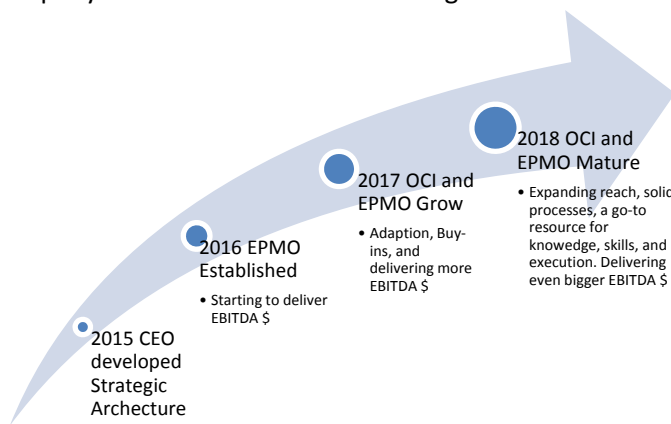 2015 CEO
developed
Strategic
Archecture
2016 EPMO
Established
• Starting to deliver
EBITDA $
2017 OCI and
EPMO Grow
• Adaption, Buy-
ins, and
delivering more
EBITDA $
2018 OCI and
EPMO Mature
• Expanding reach, solid
processes, a go-to
resource for
knowedge, skills, and
execution. Delivering
even bigger EBITDA $